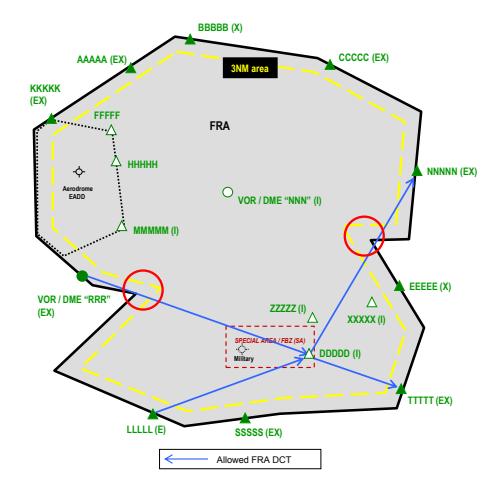 BBBBB (X)
AAAAA (EX)
CCCCC (EX)
3NM area
KKKKK
(EX)
FFFFF
FRA
HHHHH
NNNNN (EX)
Aerodrome
EADD
VOR / DME “NNN” (I)
MMMMM (I)
EEEEE (X)
VOR / DME “RRR”
(EX)
ZZZZZ (I)
XXXXX (I)
SPECIAL AREA / FBZ (SA)
Military
DDDDD (I)
TTTTT (EX)
LLLLL (E)
SSSSS (EX)
Allowed FRA DCT